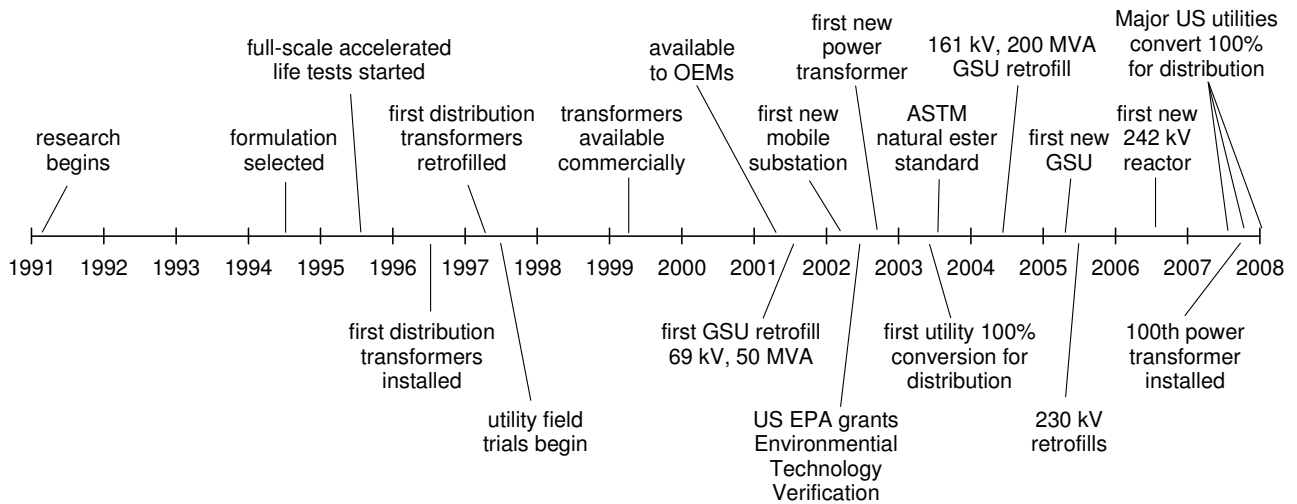 full-scale accelerated
life tests started
available
to OEMs
first new
power
transformer
161 kV, 200 MVA
GSU retrofill
Major US utilities
convert 100%
for distribution
research
begins
formulation
selected
first distribution
transformers
retrofilled
transformers
available
commercially
first new
mobile
substation
ASTM
natural ester
standard
first new
GSU
first new
242 kV
reactor
1991 1992 1993 1994 1995 1996 1997 1998 1999 2000 2001 2002 2003 2004 2005 2006 2007 2008
first distribution
transformers
installed
utility field
trials begin
first GSU retrofill
69 kV, 50 MVA
US EPA grants
Environmential
Technology
Verification
first utility 100%
conversion for
distribution
230 kV
retrofills
100th power
transformer
installed